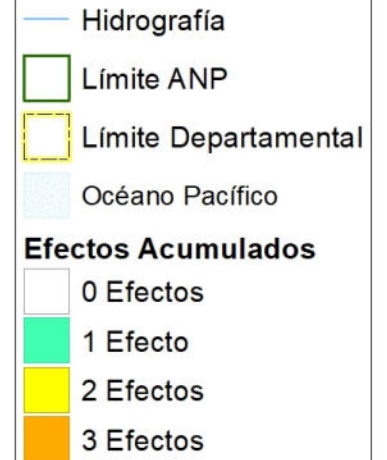 Hidrografía
Límite ANP
Límite Departamental
Océano Pacífico
Efectos Acumulados
0 Efectos
1 Efecto
2 Efectos
3 Efectos